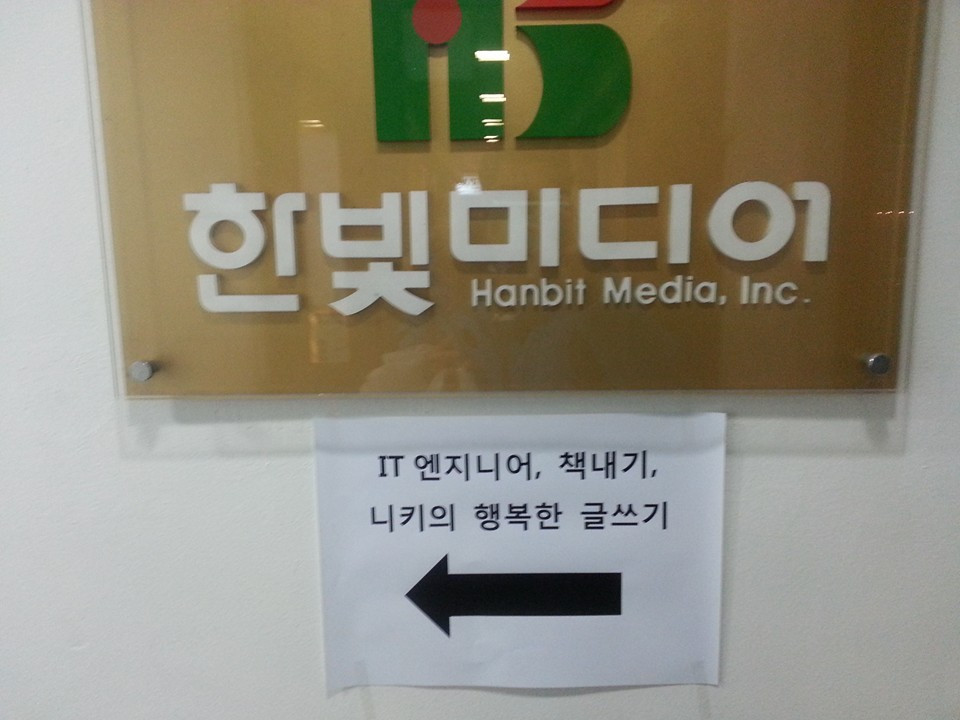 HB
한빛미디어
Hanbit Media, Inc.
IT 엔지니어, 책내기,
니키의 행복한 글쓰기